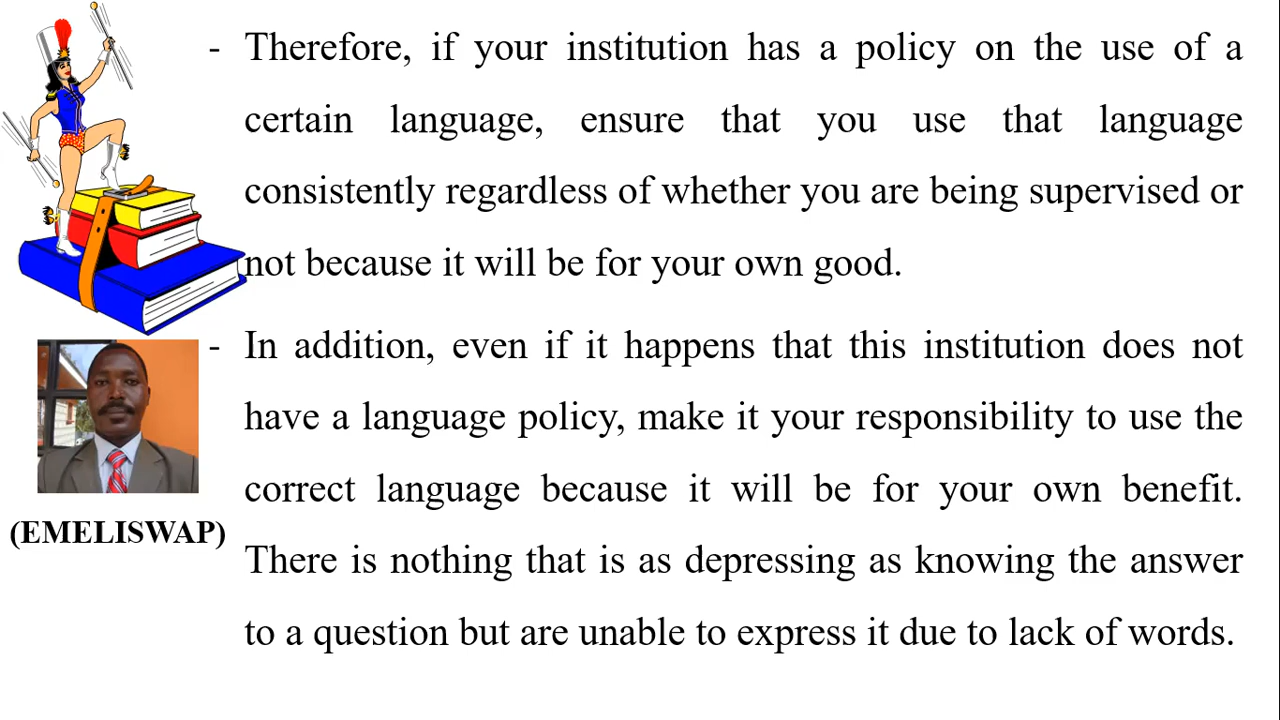 - Therefore, if your institution has a policy on the use of a
certain language, ensure that you use that language
consistently regardless of whether you are being supervised or
not because it will be for your own good.
- In addition, even if it happens that this institution does not
have a language policy, make it your responsibility to use the
correct language because it will be for your own benefit.
There is nothing that is as depressing as knowing the answer
to a question but are unable to express it due to lack of words.
(EMELISWAP)